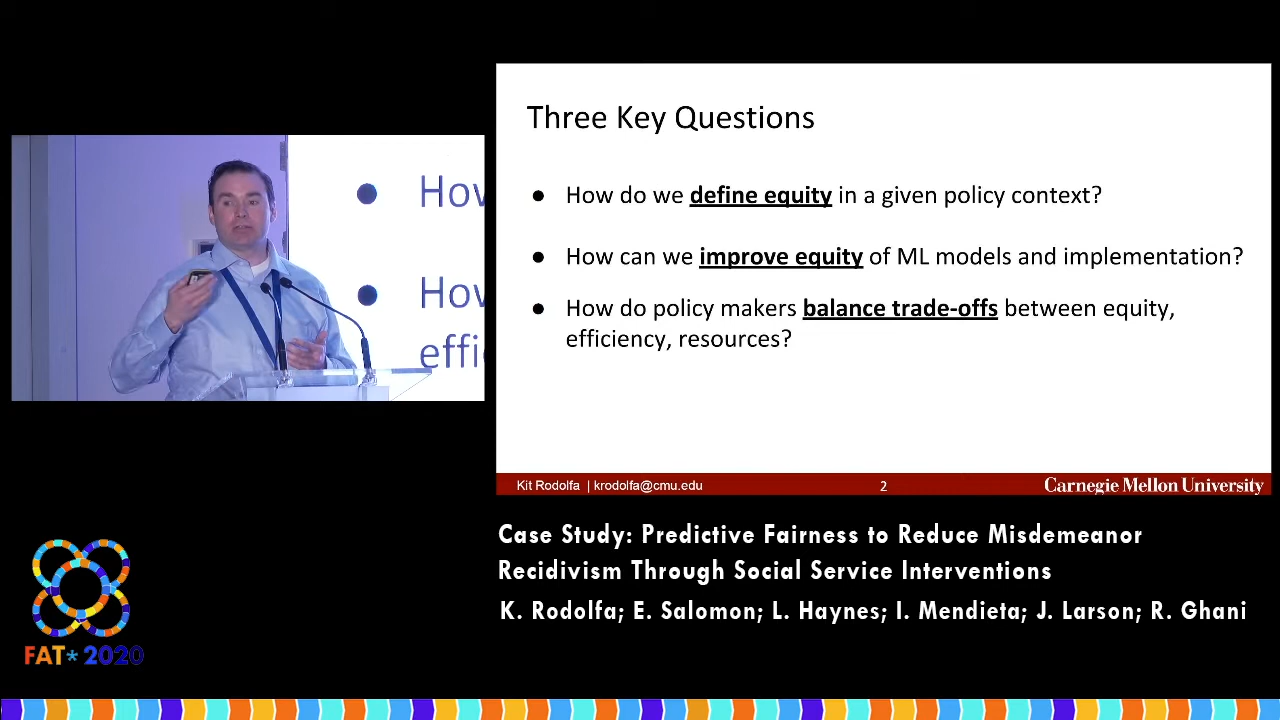 Three Key Questions
● How do we define equity in a given policy context?
● How can we improve equity of ML models and implementation?
● How do policy makers balance trade-offs between equity,
efficiency, resources?
Kit Rodolfa | krodolfa@cmu.edu
2
Carnegie Mellon University
● How
● How
effi
Case Study: Predictive Fairness to Reduce Misdemeanor
Recidivism Through Social Service Interventions
K. Rodolfa; E. Salomon; L. Haynes; I. Mendieta; J. Larson; R. Ghani
FAT* 2020